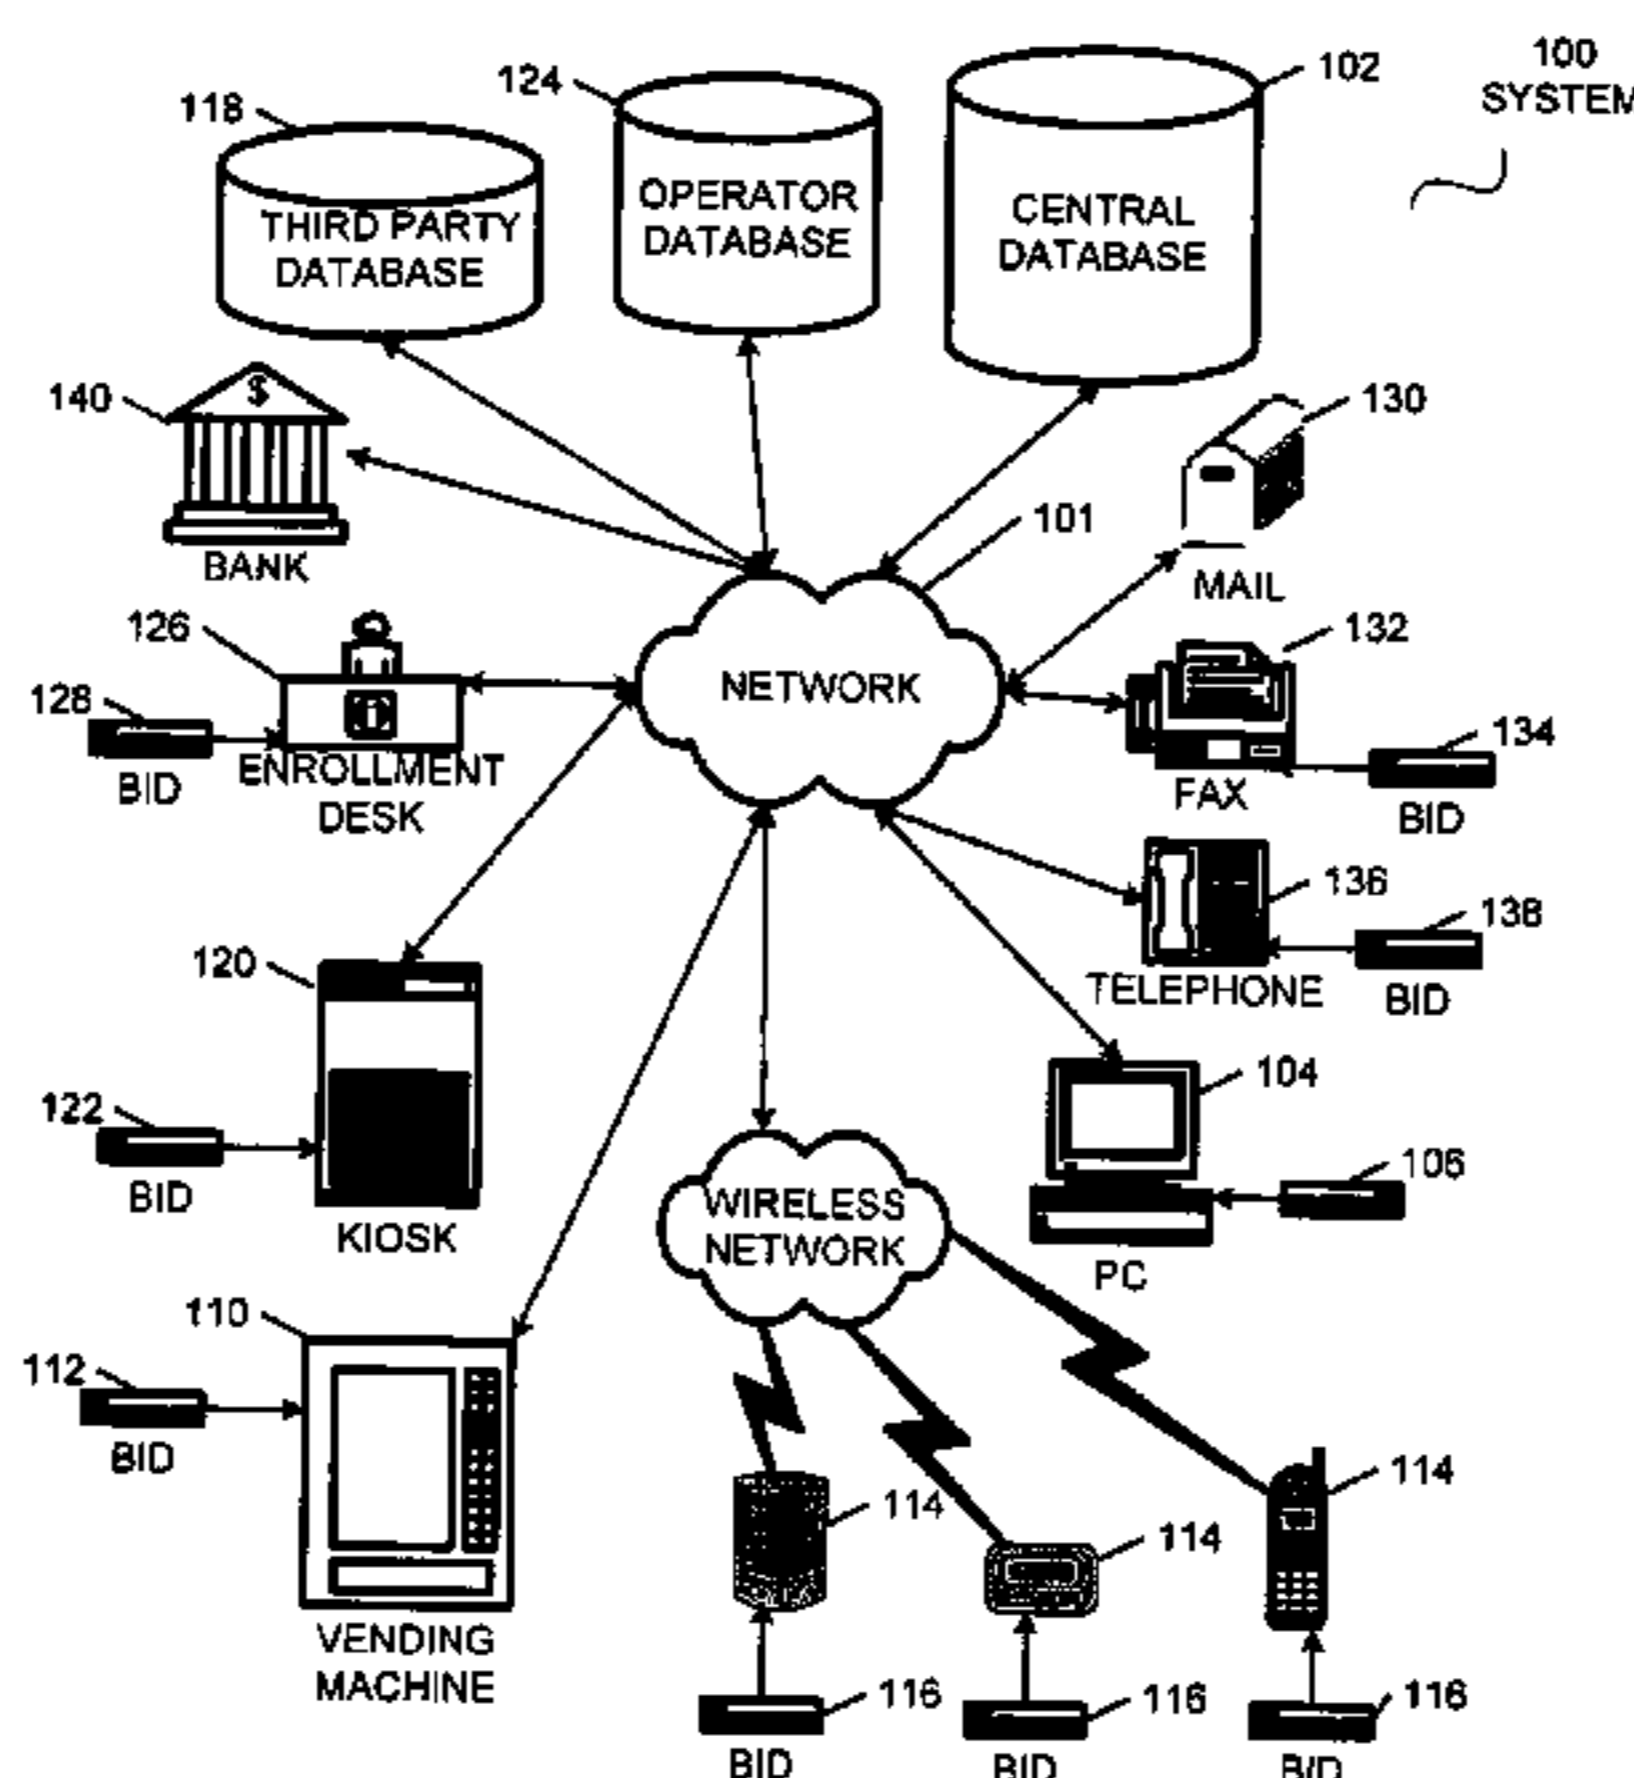 100
SYSTEM
102
124
118
OPERATOR
DATABASE
CENTRAL
DATABASE
THIRD PARTY
DATABASE
140
$
130
101
BANK
MAIL
126
132
NETWORK
128
134
BID
ENROLLMENT
DESK
FAX
BID
136
138
120
TELEPHONE
BID
104
122
106
BID
WIRELESS
NETWORK
KIOSK
PC
110
112
BID
114
114
114
VENDING
MACHINE
116
116
116
BID
BID
BID